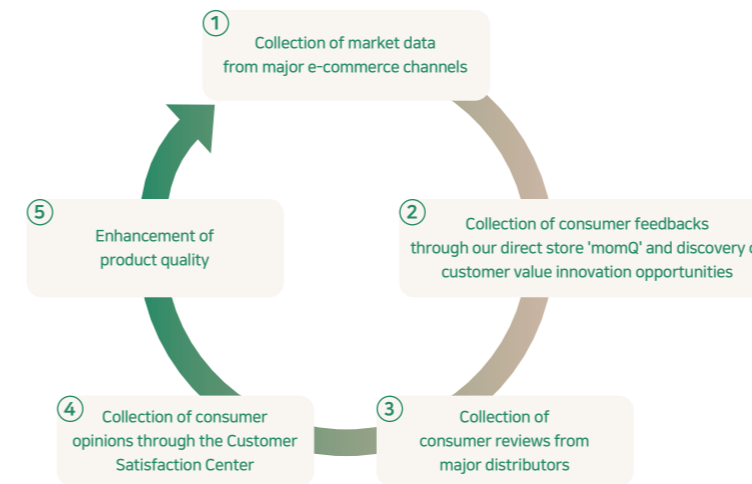 ①
Collection of market data
from major e-commerce channels
②
Collection of consumer feedbacks
through our direct store 'momQ' and discovery
customer value innovation opportunities
③
Collection of
consumer reviews from
major distributors
④
Collection of consumer
opinions through the Customer
Satisfaction Center
⑤
Enhancement of
product quality